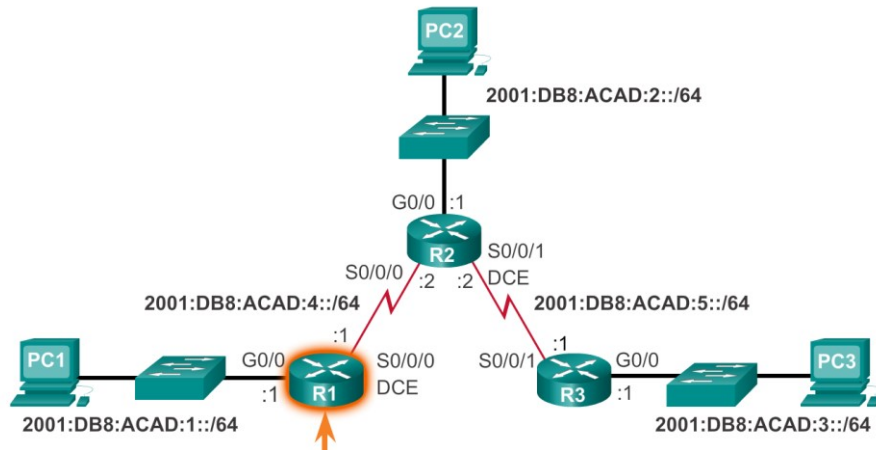 PC2
2001:DB8:ACAD:2::/64
G0/0 :1
R2
S0/0/0
S0/0/1
:2
:2
DCE
2001:DB8:ACAD:4::/64
2001:DB8:ACAD:5::/64
:1
:1
PC1
G0/0
S0/0/0
S0/0/1
G0/0
PC3
:1
R1
DCE
R3
:1
2001:DB8:ACAD:1::/64
2001:DB8:ACAD:3::/64